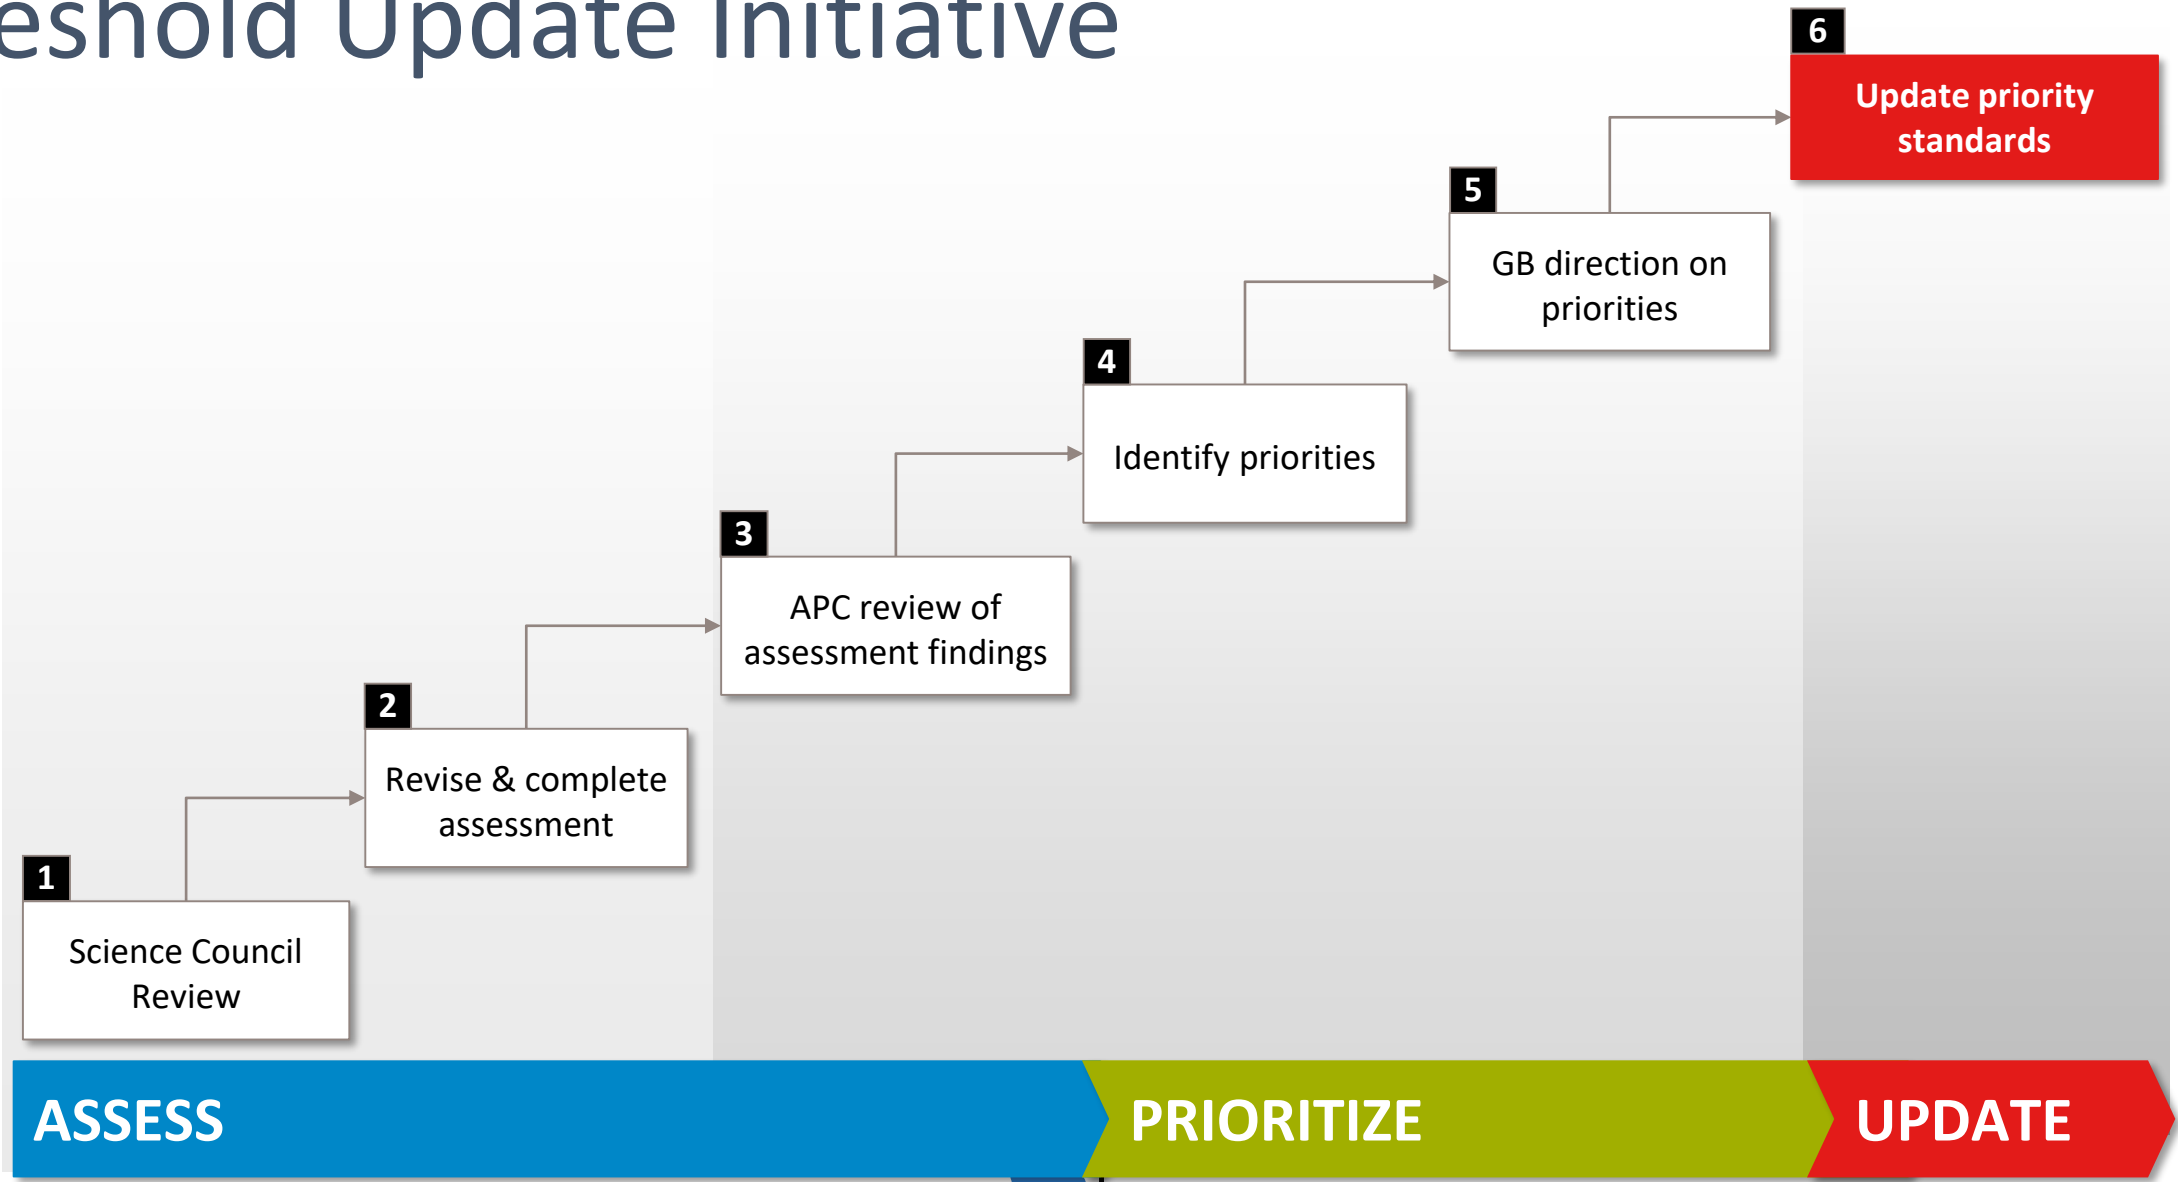 eshold Update Initiative
6
Update priority
standards
5
GB direction on
priorities
4
Identify priorities
3
APC review of
assessment findings
2
Revise & complete
assessment
1
Science Council
Review
ASSESS
PRIORITIZE
UPDATE